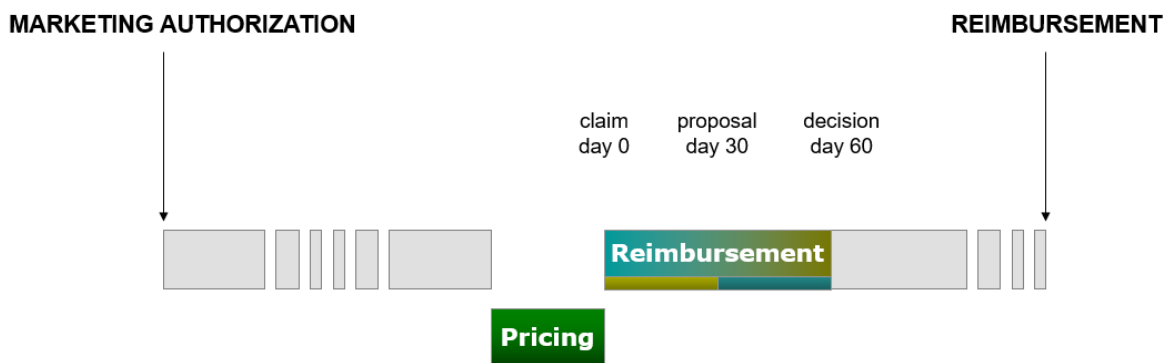 MARKETING AUTHORIZATION
REIMBURSEMENT
claim
day 0
proposal
day 30
decision
day 60
Reimbursement
Pricing